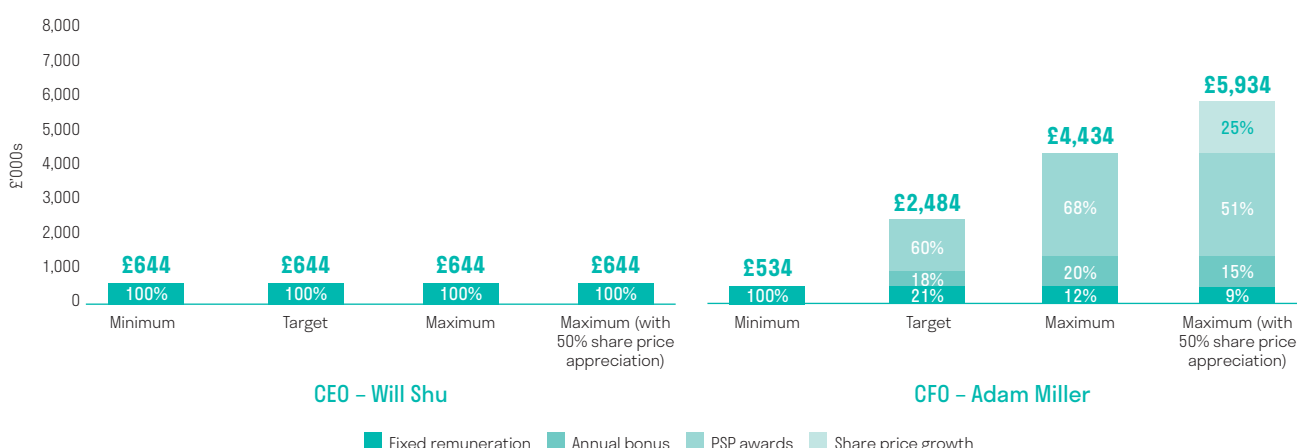 8,000
7,000
6,000
5,000
4,000
3,000
2,000
1,000
0
£'000s
£644
100%
Minimum
£644
100%
Target
£644
100%
Maximum
£644
100%
Maximum (with
50% share price
appreciation)
CEO – Will Shu
£534
100%
Minimum
£2,484
60%
18%
21%
Target
£4,434
68%
20%
12%
Maximum
£5,934
25%
51%
15%
9%
Maximum (with
50% share price
appreciation)
CFO – Adam Miller
Fixed remuneration Annual bonus PSP awards Share price growth